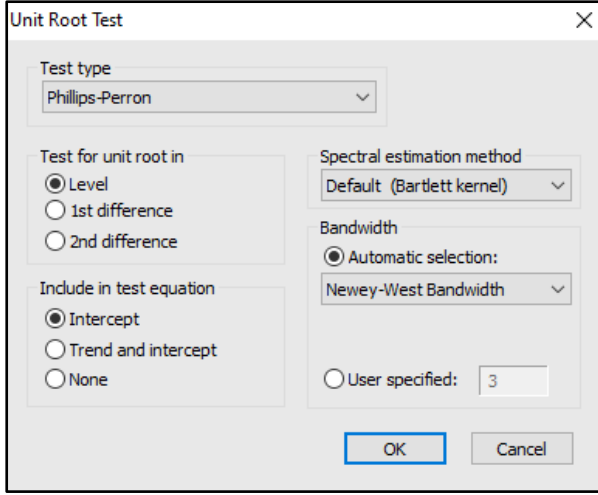 Unit Root Test
Test type
Phillips-Perron
Test for unit root in
Level
1st difference
2nd difference
Include in test equation
Intercept
Trend and intercept
None
Spectral estimation method
Default (Bartlett kernel)
Bandwidth
Automatic selection:
Newey-West Bandwidth
User specified: 3
OK Cancel